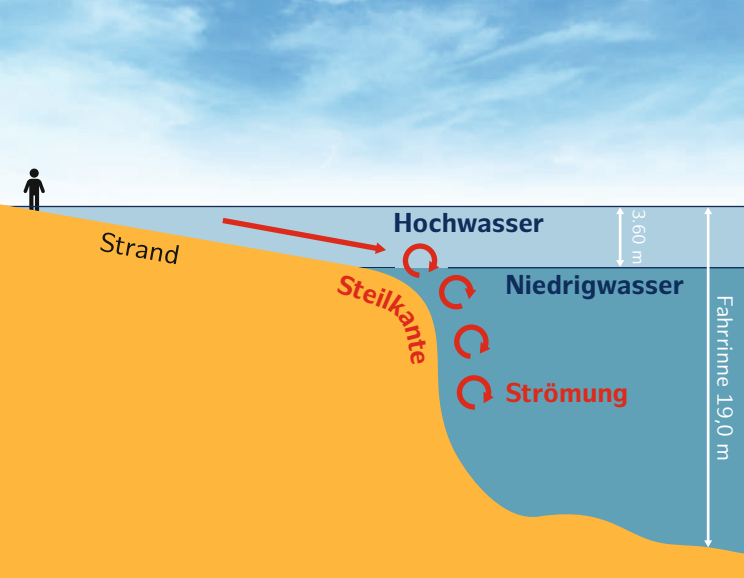 Hochwasser
3.60 m
Strand
Niedrigwasser
Steilkante
Fahrrinne 19,0 m
Strömung